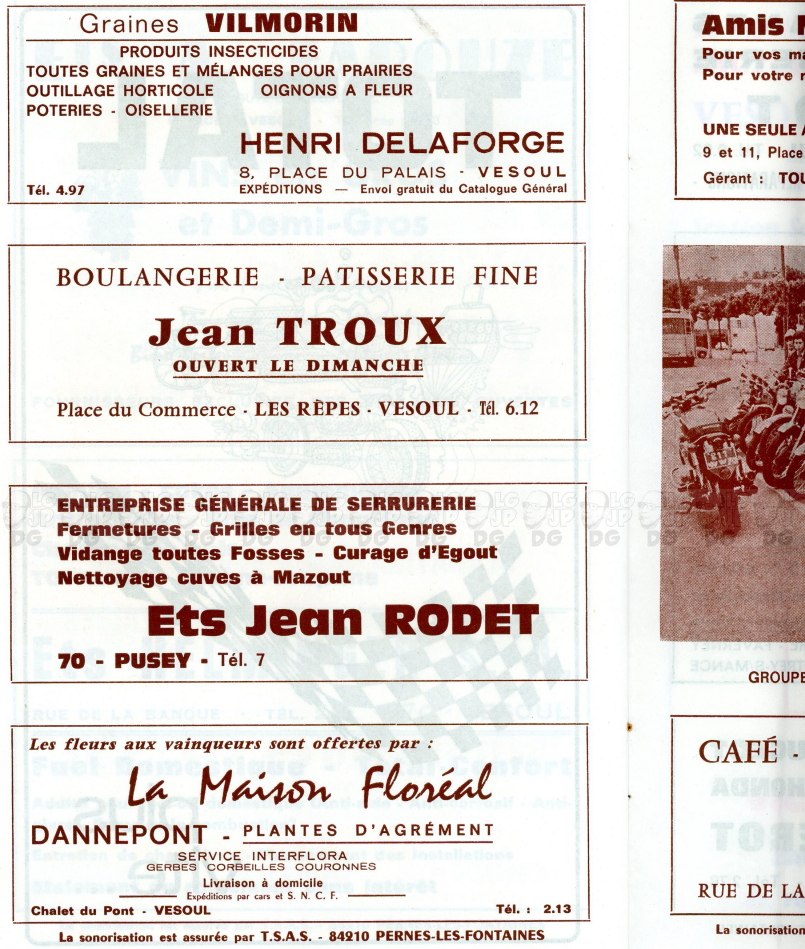 Graines VILMORIN
PRODUITS INSECTICIDES
TOUTES GRAINES ET MÉLANGES POUR PRAIRIES
OUTILLAGE HORTICOLE OIGNONS A FLEUR
POTERIES - OISELLERIE
HENRI DELAFORGE
8, PLACE DU PALAIS - VESOUL
Tél. 4.97
EXPÉDITIONS — Envoi gratuit du Catalogue Général
BOULANGERIE - PATISSERIE FINE
Jean TROUX
OUVERT LE DIMANCHE
Place du Commerce - LES RÈPES - VESOUL - Tél. 6.12
ENTREPRISE GÉNÉRALE DE SERRURERIE
Fermetures - Grilles en tous Genres
Vidange toutes Fosses - Curage d'Egout
Nettoyage cuves à Mazout
Ets Jean RODET
70 - PUSEY - Tél. 7
Les fleurs aux vainqueurs sont offertes par :
La Maison Floréal
DANNEPONT - PLANTES D'AGRÉMENT
SERVICE INTERFLORA
GERBES CORBEILLES COURONNES
Livraison à domicile
Expéditions par cars et S. N. C. F.
Chalet du Pont - VESOUL Tél. : 2.13
La sonorisation est assurée par T.S.A.S. - 84210 PERNES-LES-FONTAINES
Amis
Pour vos
Pour votre
UNE SEULE
9 et 11, Place
Gérant :
GROUPE
CAFÉ -
RUE DE LA
La sonorisation